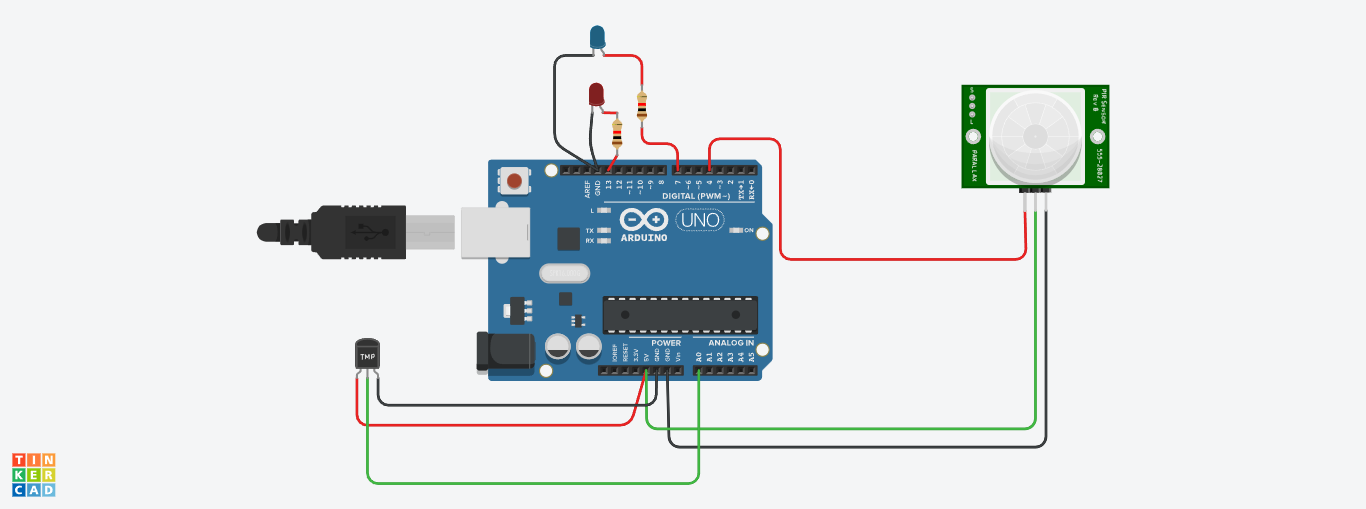 PIR Sensor
Rev B
555-28027
PARALLAX
AREF
GND
13
12
~11
~10
~9
8
7
~6
~5
4
~3
2
TX→1
RX←0
DIGITAL (PWM~)
L
TX
RX
ARDUINO
UNO
ON
TMP
POWER
ANALOG IN
IOREF
RESET
3.3V
5V
GND
GND
Vin
A0
A1
A2
A3
A4
A5
TIN
KER
CAD